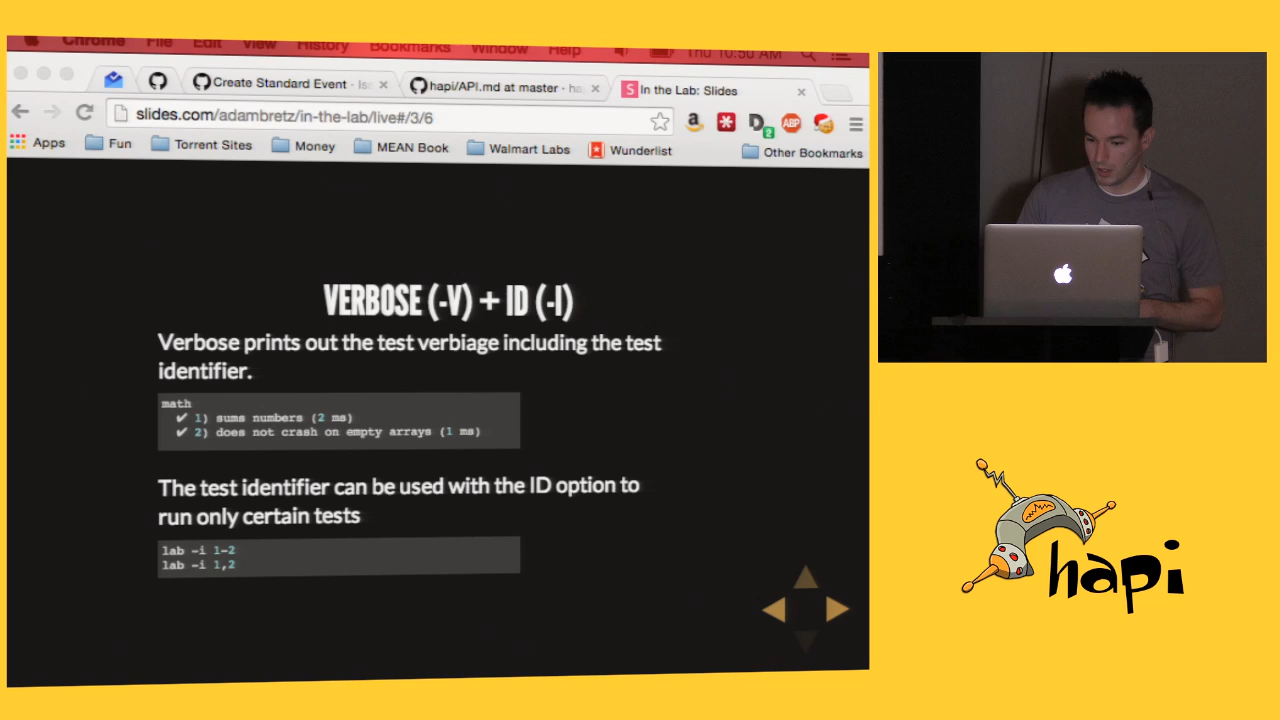 Chrome File Edit View History Bookmarks Window Help Thu 10:50 AM
Create Standard Event · Iss
hapi/API.md at master · ha
S In the Lab: Slides
slides.com/adambretz/in-the-lab/live#/3/6
D 2 ABP
Apps Fun Torrent Sites Money MEAN Book Walmart Labs Wunderlist Other Bookmarks
VERBOSE (-V) + ID (-I)
Verbose prints out the test verbiage including the test
identifier.
math
✔ 1) sums numbers (2 ms)
✔ 2) does not crash on empty arrays (1 ms)
The test identifier can be used with the ID option to
run only certain tests
lab -i 1-2
lab -i 1,2
hapi